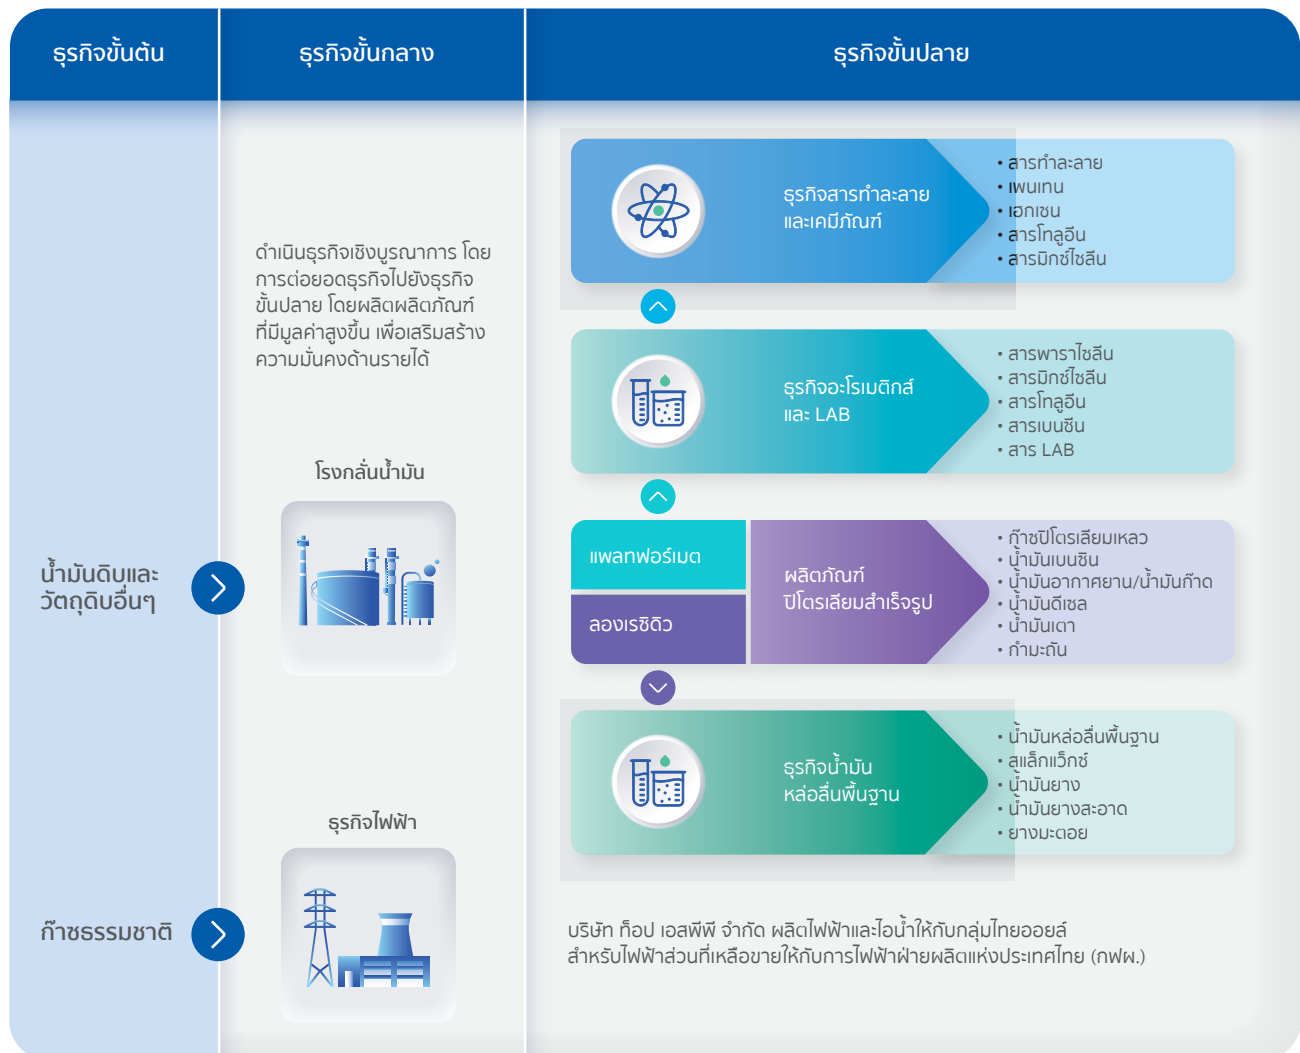 ธุรกิจขั้นต้น
ธุรกิจขั้นกลาง
ธุรกิจขั้นปลาย
น้ำมันดิบและ
วัตถุดิบอื่นๆ
ก๊าซธรรมชาติ
ดำเนินธุรกิจเชิงบูรณาการ โดย
การต่อยอดธุรกิจไปยังธุรกิจ
ขั้นปลาย โดยผลิตผลิตภัณฑ์
ที่มีมูลค่าสูงขึ้น เพื่อเสริมสร้าง
ความมั่นคงด้านรายได้
โรงกลั่นน้ำมัน
ธุรกิจไฟฟ้า
ธุรกิจสารทำละลาย
และเคมีภัณฑ์
• สารทำละลาย
• เพนเทน
• เฮกเซน
• สารโทลูอีน
• สารมิกซ์ไซลีน
ธุรกิจอะโรเมติกส์
และ LAB
• สารพาราไซลีน
• สารมิกซ์ไซลีน
• สารโทลูอีน
• สารเบนซีน
• สาร LAB
แพลทฟอร์เมต
ลองเรซิดิว
ผลิตภัณฑ์
ปิโตรเลียมสำเร็จรูป
• ก๊าซปิโตรเลียมเหลว
• น้ำมันเบนซิน
• น้ำมันอากาศยาน/น้ำมันก๊าด
• น้ำมันดีเซล
• น้ำมันเตา
• กำมะถัน
ธุรกิจน้ำมัน
หล่อลื่นพื้นฐาน
• น้ำมันหล่อลื่นพื้นฐาน
• สแล็กแว็กซ์
• น้ำมันยาง
• น้ำมันยางสะอาด
• ยางมะตอย
บริษัท ท็อป เอสพีพี จำกัด ผลิตไฟฟ้าและไอน้ำให้กับกลุ่มไทยออยล์
สำหรับไฟฟ้าส่วนที่เหลือขายให้กับการไฟฟ้าฝ่ายผลิตแห่งประเทศไทย (กฟผ.)